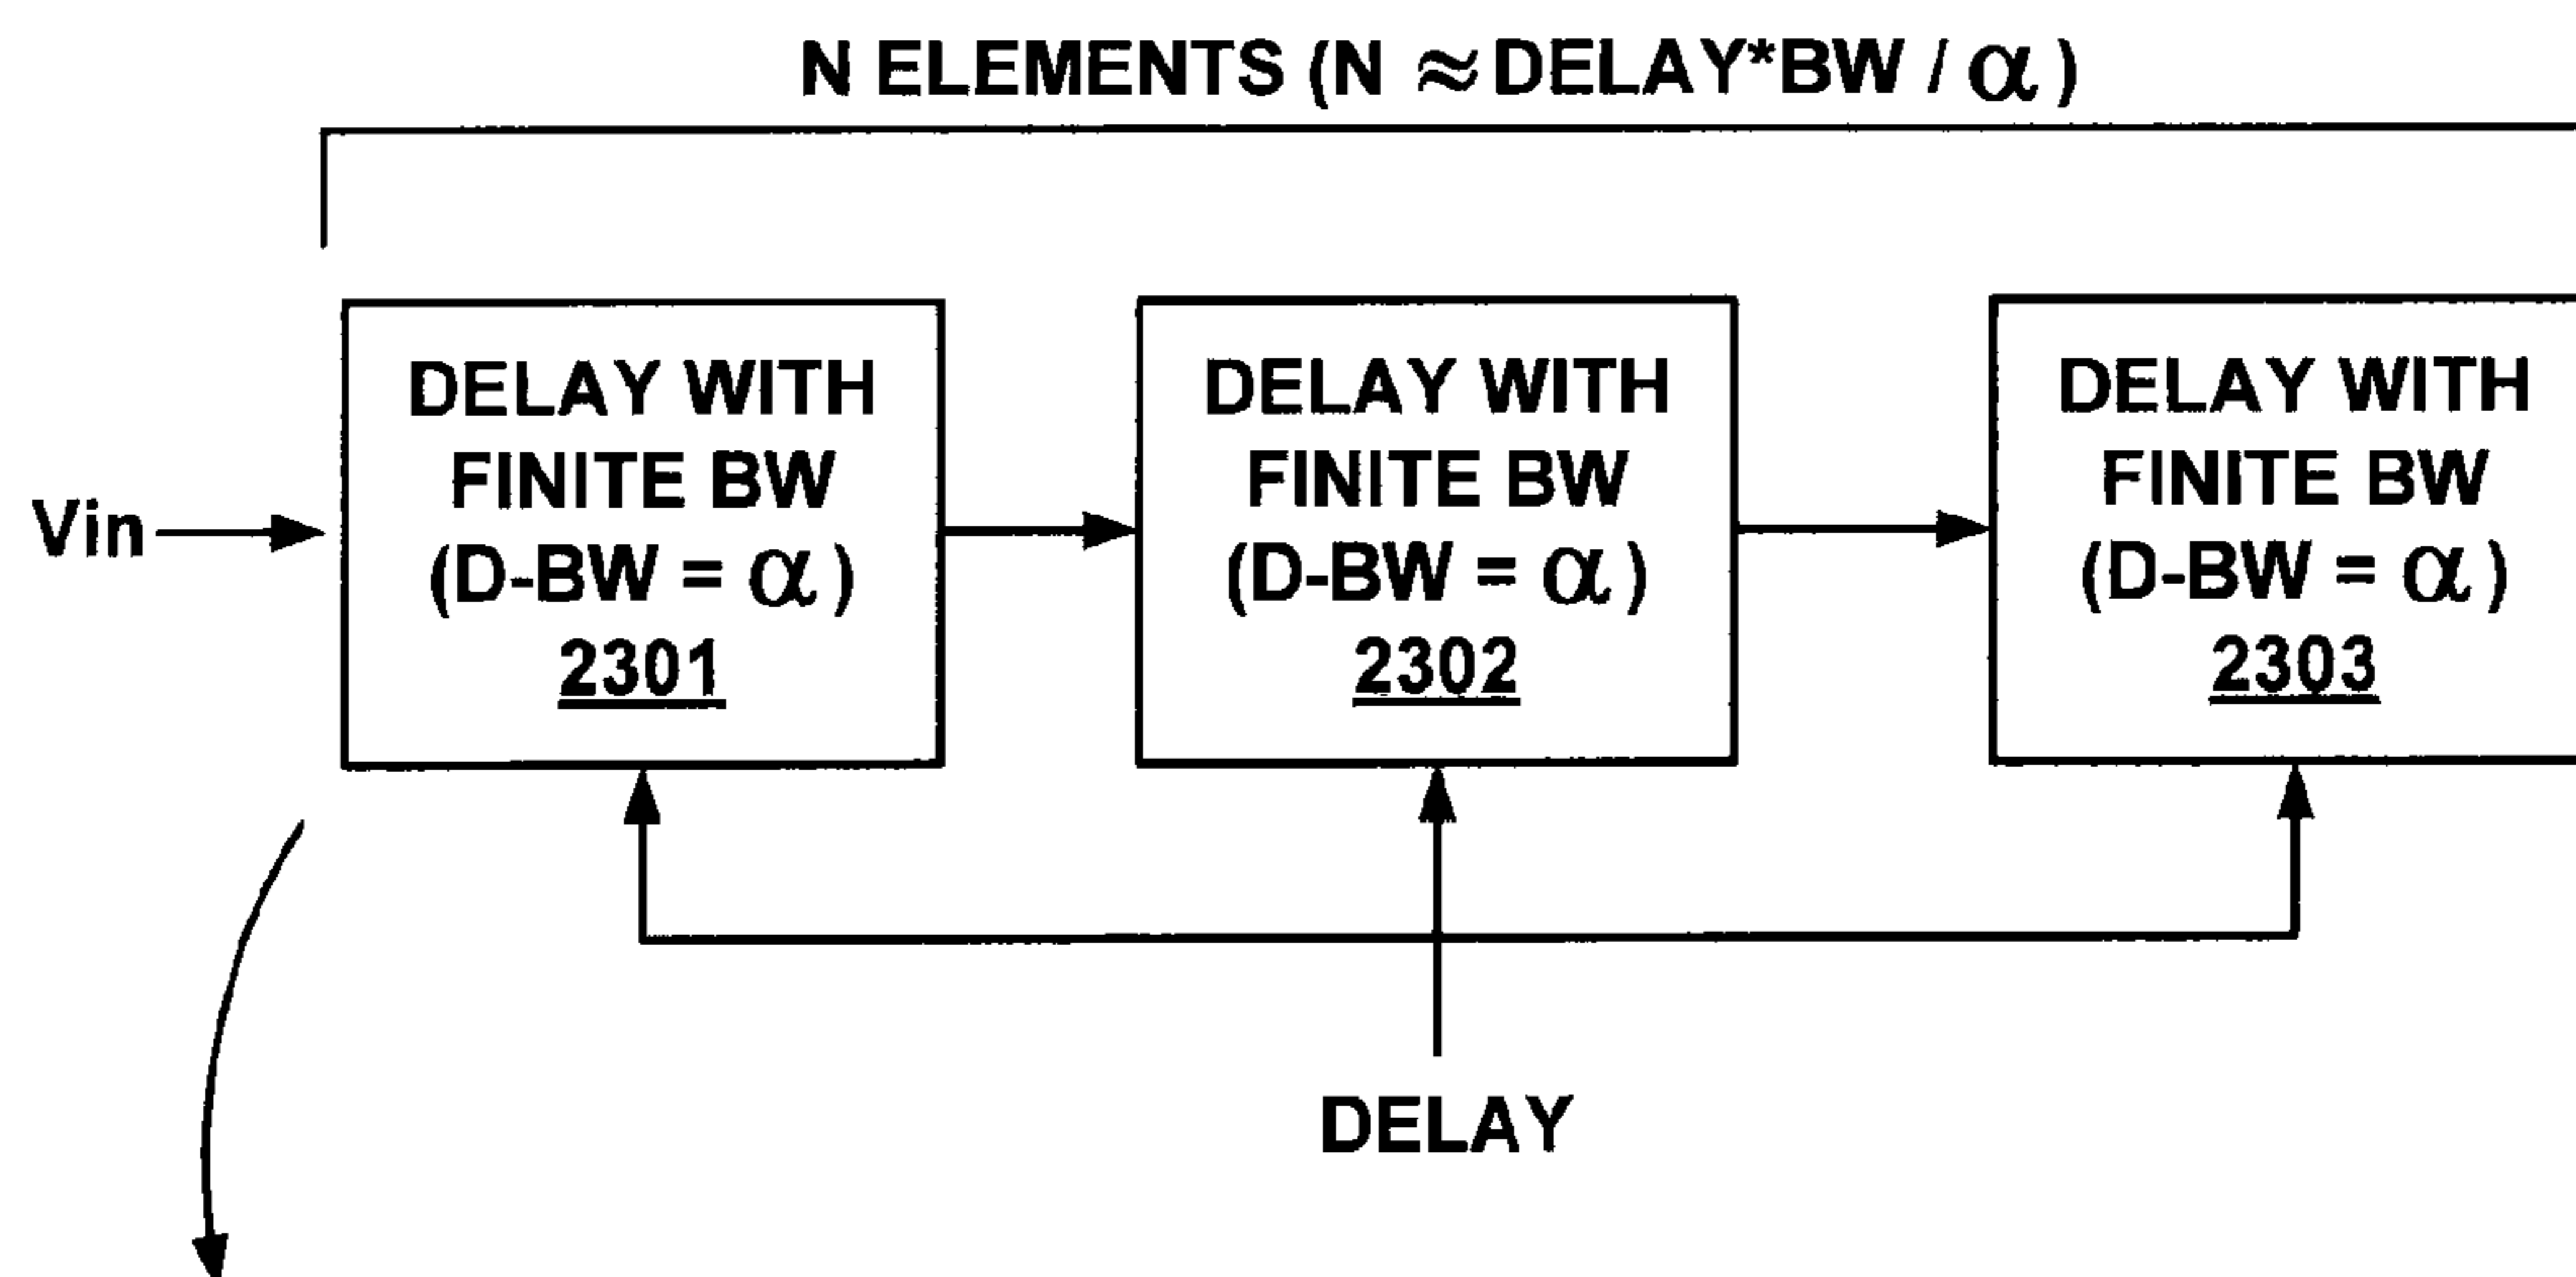 N ELEMENTS (N ≈ DELAY*BW / α)
DELAY WITH
FINITE BW
(D-BW = α)
2301
DELAY WITH
FINITE BW
(D-BW = α)
2302
DELAY WITH
FINITE BW
(D-BW = α)
2303
Vin
DELAY